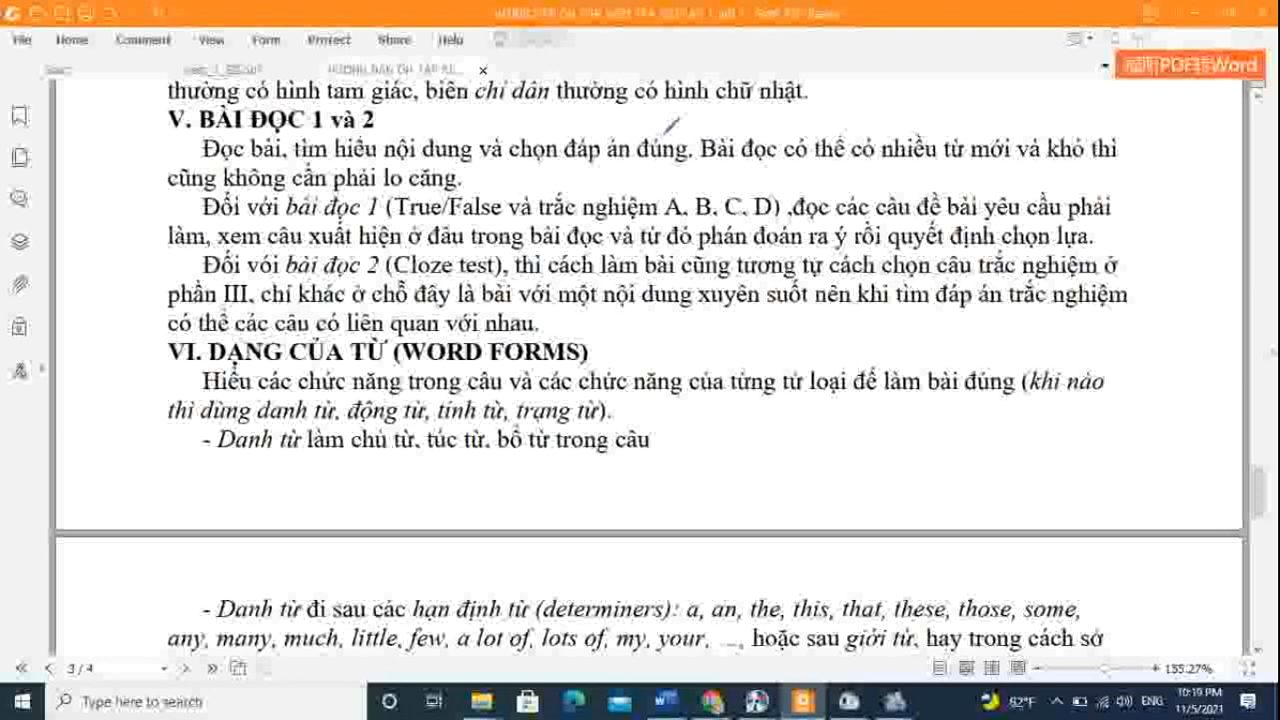 File Home Comment View Form Protect Share Help
PDF转Word
thường có hình tam giác, biên chỉ dẫn thường có hình chữ nhật.
V. BÀI ĐỌC 1 và 2
Đọc bài, tìm hiểu nội dung và chọn đáp án đúng. Bài đọc có thể có nhiều từ mới và khó thì
cũng không cần phải lo căng.
Đối với bài đọc 1 (True/False và trắc nghiệm A, B, C, D) ,đọc các câu đề bài yêu cầu phải
làm, xem câu xuất hiện ở đâu trong bài đọc và từ đó phán đoán ra ý rồi quyết định chọn lựa.
Đối vói bài đọc 2 (Cloze test), thì cách làm bài cũng tương tự cách chọn câu trắc nghiệm ở
phần III, chỉ khác ở chỗ đây là bài với một nội dung xuyên suốt nên khi tìm đáp án trắc nghiệm
có thể các câu có liên quan với nhau.
VI. DẠNG CỦA TỪ (WORD FORMS)
Hiểu các chức năng trong câu và các chức năng của từng từ loại để làm bài đúng (khi nào
thì dùng danh từ, động từ, tính từ, trạng từ).
- Danh từ làm chủ từ, túc từ, bổ từ trong câu
- Danh từ đi sau các hạn định từ (determiners): a, an, the, this, that, these, those, some,
any, many, much, little, few, a lot of, lots of, my, your, ..., hoặc sau giới từ, hay trong cách sở
3 / 4
155.27%
Type here to search
82°F
ENG
10:19 PM
11/5/2021